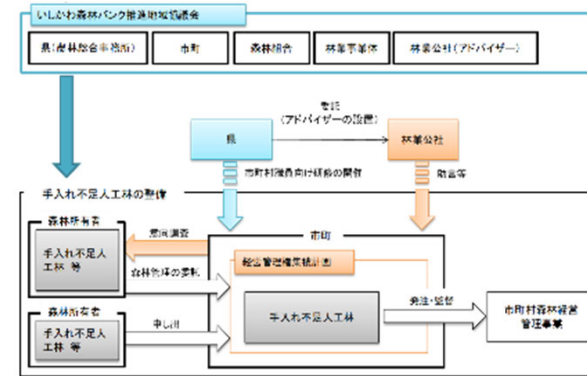 いしかわ森林バンク推進地域協議会
県(農林総合事務所)
市町
森林組合
林業事業体
林業公社(アドバイザー)
委託
(アドバイザーの設置)
県
林業公社
市町村職員向け研修の開催
助言等
手入れ不足人工林の整備
森林所有者
手入れ不足人
工林 等
意向調査
森林管理の委託
市町
経営管理権集積計画
手入れ不足人工林
発注・監督
市町村森林経営
管理事業
森林所有者
手入れ不足人
工林 等
申し出